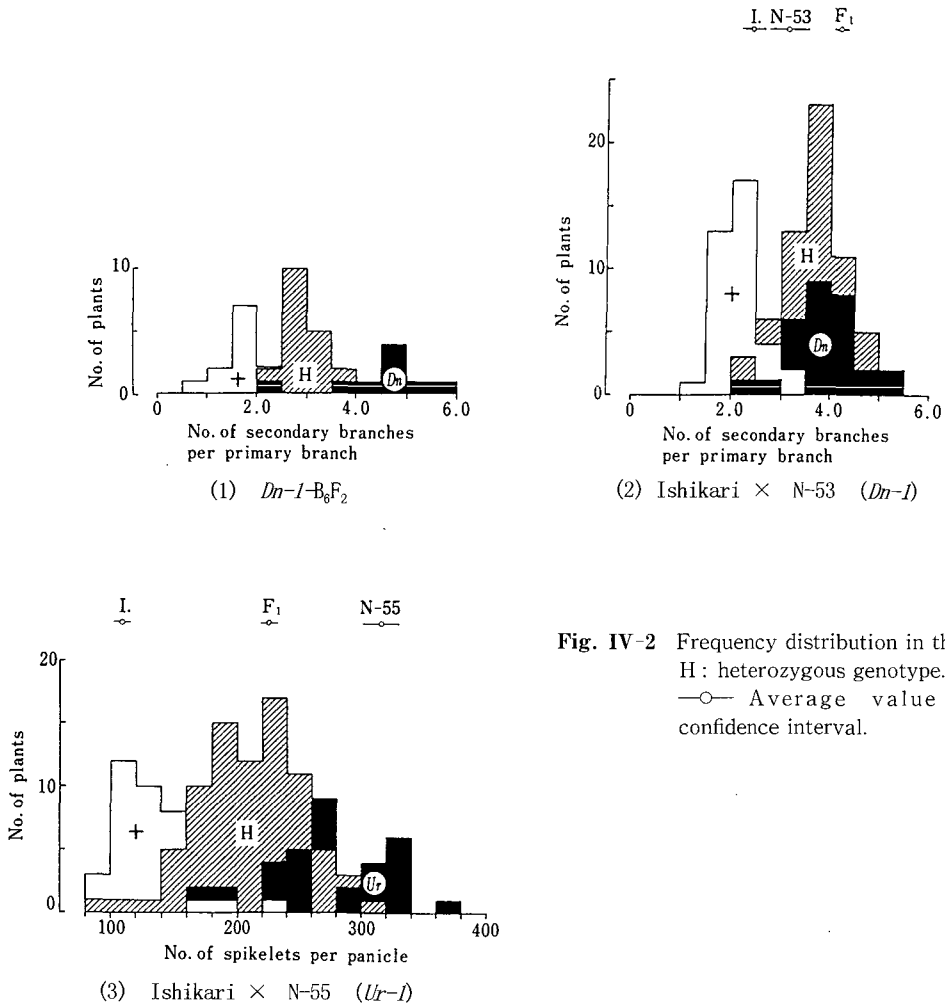 I. N-53 F₁
20
10
0
No. of plants
H
+
Dn
0 2.0 4.0 6.0
No. of secondary branches
per primary branch
(2) Ishikari × N-53 (Dn-1)
10
0
No. of plants
+
H
Dn
0 2.0 4.0 6.0
No. of secondary branches
per primary branch
(1) Dn-1-B₆F₂
I. F₁ N-55
20
10
0
No. of plants
+
H
Ur
100 200 300 400
No. of spikelets per panicle
(3) Ishikari × N-55 (Ur-1)
Fig. IV-2 Frequency distribution in
H: heterozygous genotype.
Average value
confidence interval.